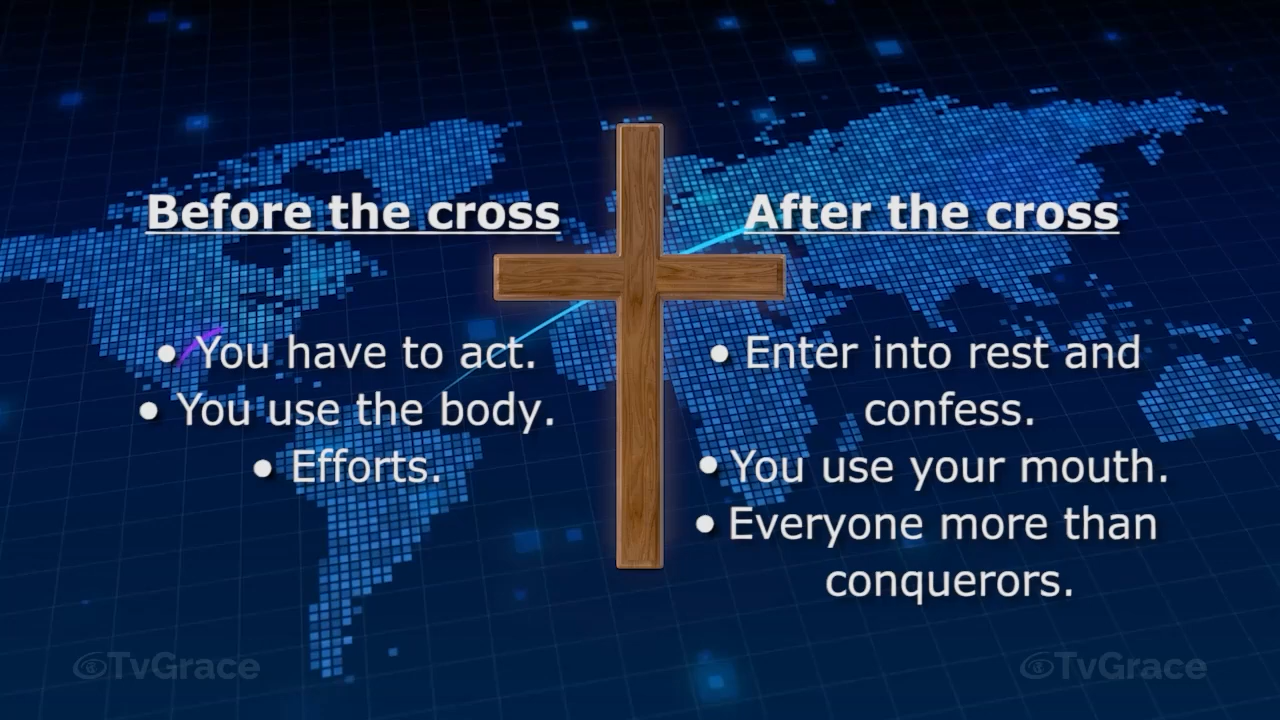 Before the cross
• You have to act.
• You use the body.
• Efforts.
After the cross
• Enter into rest and
confess.
• You use your mouth.
• Everyone more than
conquerors.
TvGrace
TvGrace